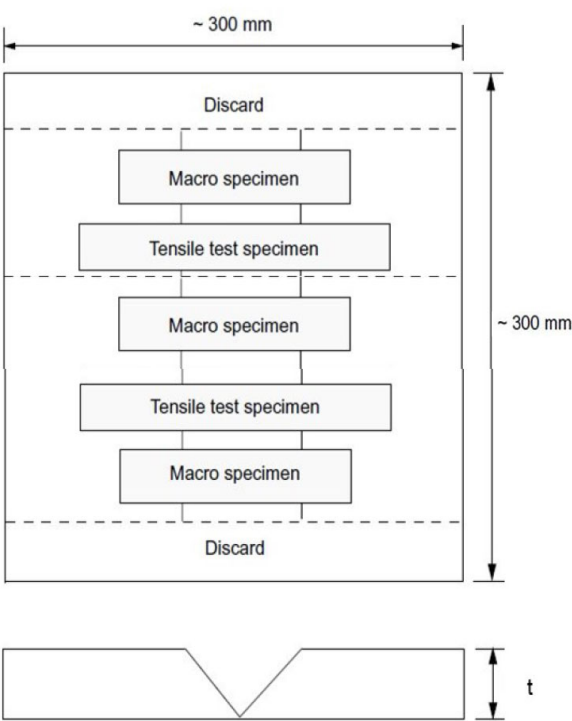 ~ 300 mm
Discard
Macro specimen
Tensile test specimen
Macro specimen
~ 300 mm
Tensile test specimen
Macro specimen
Discard
t